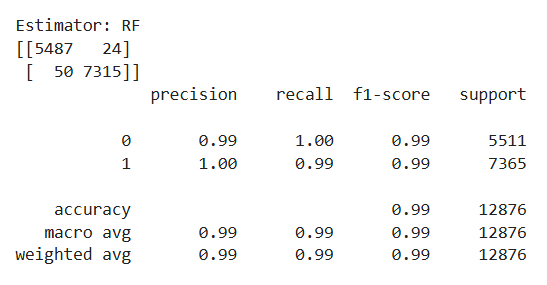 Estimator: RF
[[5487   24]
 [  50 7315]]
              precision    recall  f1-score   support

           0       0.99      1.00      0.99      5511
           1       1.00      0.99      0.99      7365

    accuracy                           0.99     12876
   macro avg       0.99      0.99      0.99     12876
weighted avg       0.99      0.99      0.99     12876